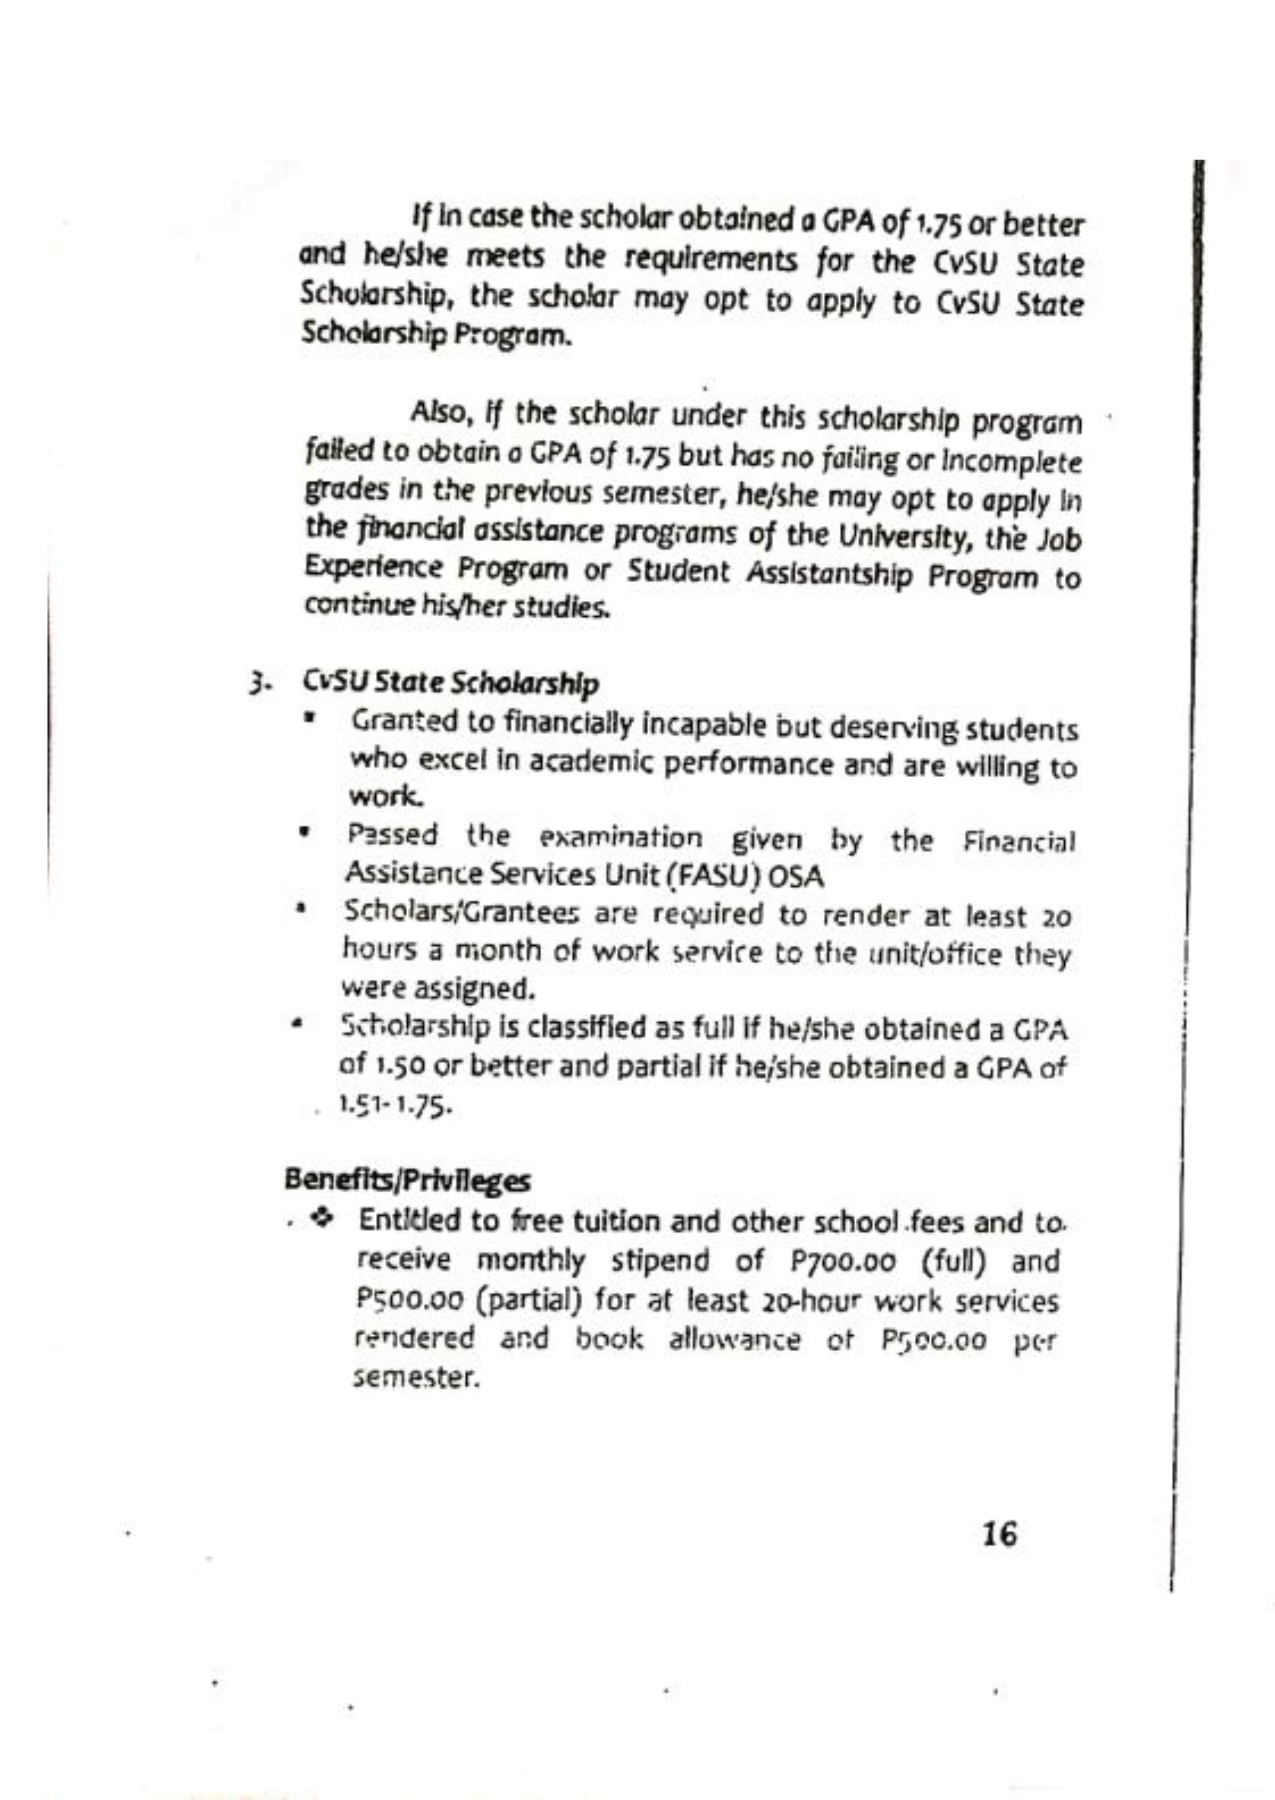 If in case the scholar obtained a GPA of 1.75 or better
and he/she meets the requirements for the CvSU State
Scholarship, the scholar may opt to apply to CvSU State
Scholarship Program.
Also, if the scholar under this scholarship program
failed to obtain a GPA of 1.75 but has no failing or incomplete
grades in the previous semester, he/she may opt to apply in
the financial assistance programs of the University, the Job
Experience Program or Student Assistantship Program to
continue his/her studies.
3. CvSU State Scholarship
▪ Granted to financially incapable but deserving students
who excel in academic performance and are willing to
work.
▪ Passed the examination given by the Financial
Assistance Services Unit (FASU) OSA
▪ Scholars/Grantees are required to render at least 20
hours a month of work service to the unit/office they
were assigned.
▪ Scholarship is classified as full if he/she obtained a GPA
of 1.50 or better and partial if he/she obtained a GPA of
1.51-1.75.
Benefits/Privileges
❖ Entitled to free tuition and other school fees and to
receive monthly stipend of P700.00 (full) and
P500.00 (partial) for at least 20-hour work services
rendered and book allowance of P500.00 per
semester.
16